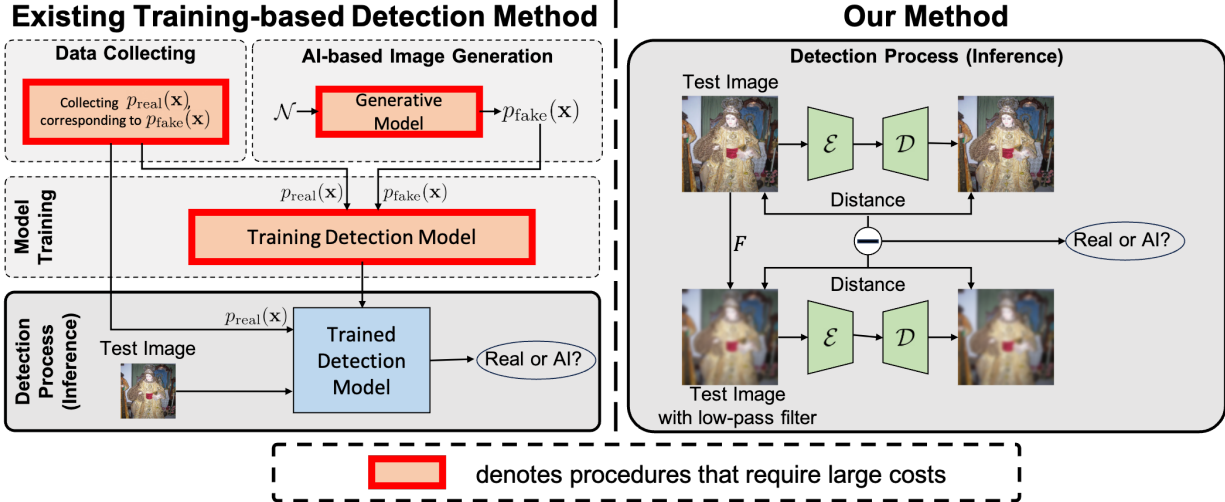 Existing Training-based Detection Method
Data Collecting
Collecting p_real(x),
corresponding to p_fake(x)
AI-based Image Generation
𝒩
Generative
Model
p_fake(x)
p_real(x)
p_fake(x)
Model
Training
Training Detection Model
Detection
Process
(Inference)
p_real(x)
Test Image
Trained
Detection
Model
Real or AI?
Our Method
Detection Process (Inference)
Test Image
ℰ
𝒟
Distance
F
Real or AI?
Distance
ℰ
𝒟
Test Image
with low-pass filter
denotes procedures that require large costs